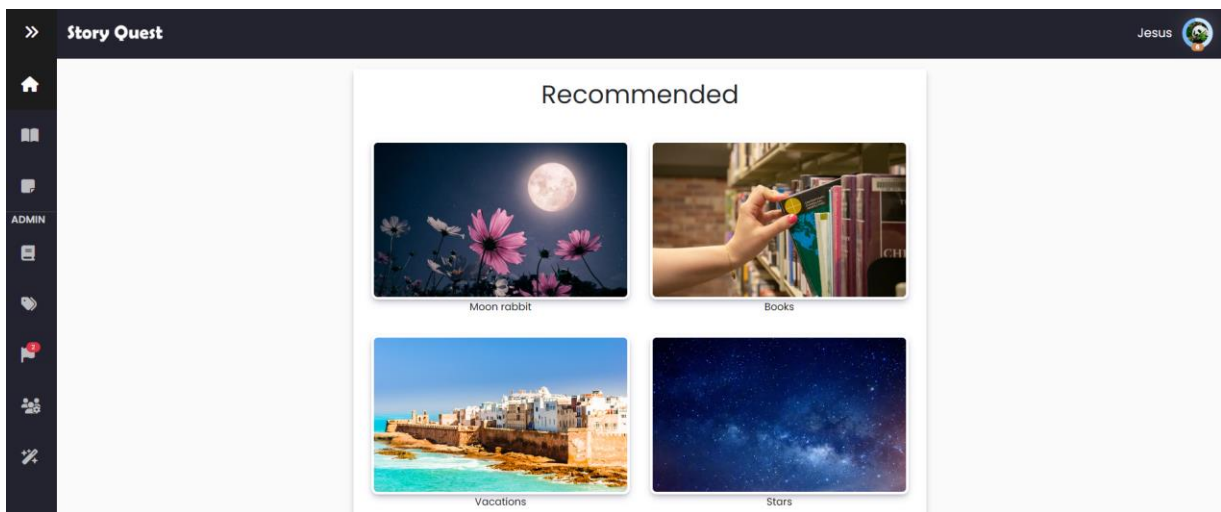 Story Quest
Jesus
Recommended
Moon rabbit
Books
ADMIN
Vacations
Stars